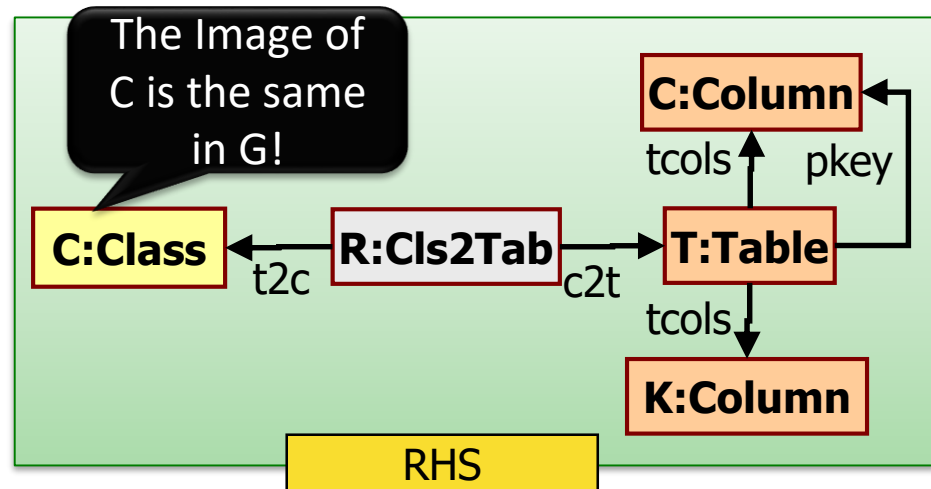 The Image of
C is the same
in G!
C:Column
tcols
pkey
C:Class
R:Cls2Tab
T:Table
t2c
c2t
tcols
K:Column
RHS